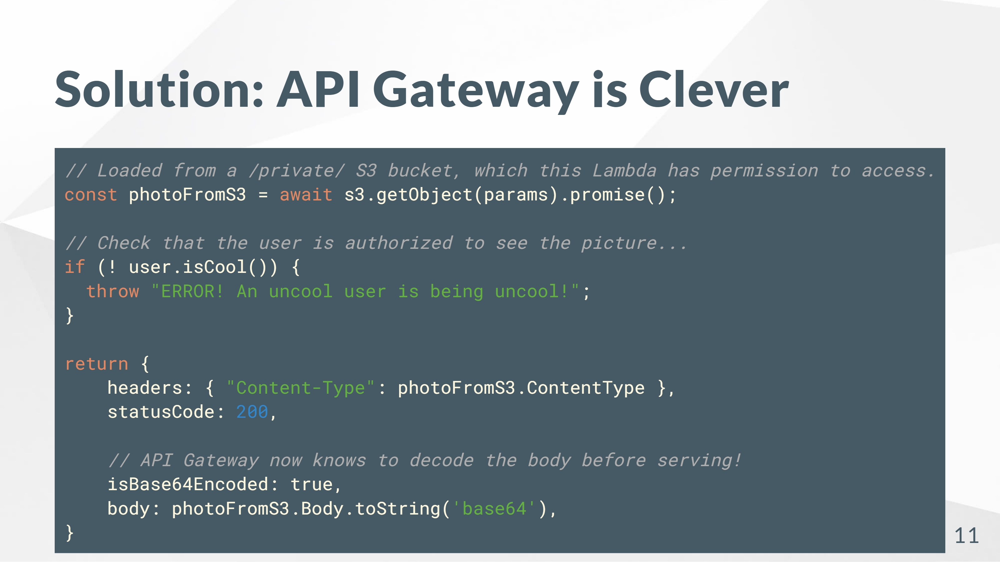 Solution: API Gateway is Clever
// Loaded from a /private/ S3 bucket, which this Lambda has permission to access.
const photoFromS3 = await s3.getObject(params).promise();
// Check that the user is authorized to see the picture...
if (! user.isCool()) {
  throw "ERROR! An uncool user is being uncool!";
}
return {
    headers: { "Content-Type": photoFromS3.ContentType },
    statusCode: 200,
    // API Gateway now knows to decode the body before serving!
    isBase64Encoded: true,
    body: photoFromS3.Body.toString('base64'),
}
11